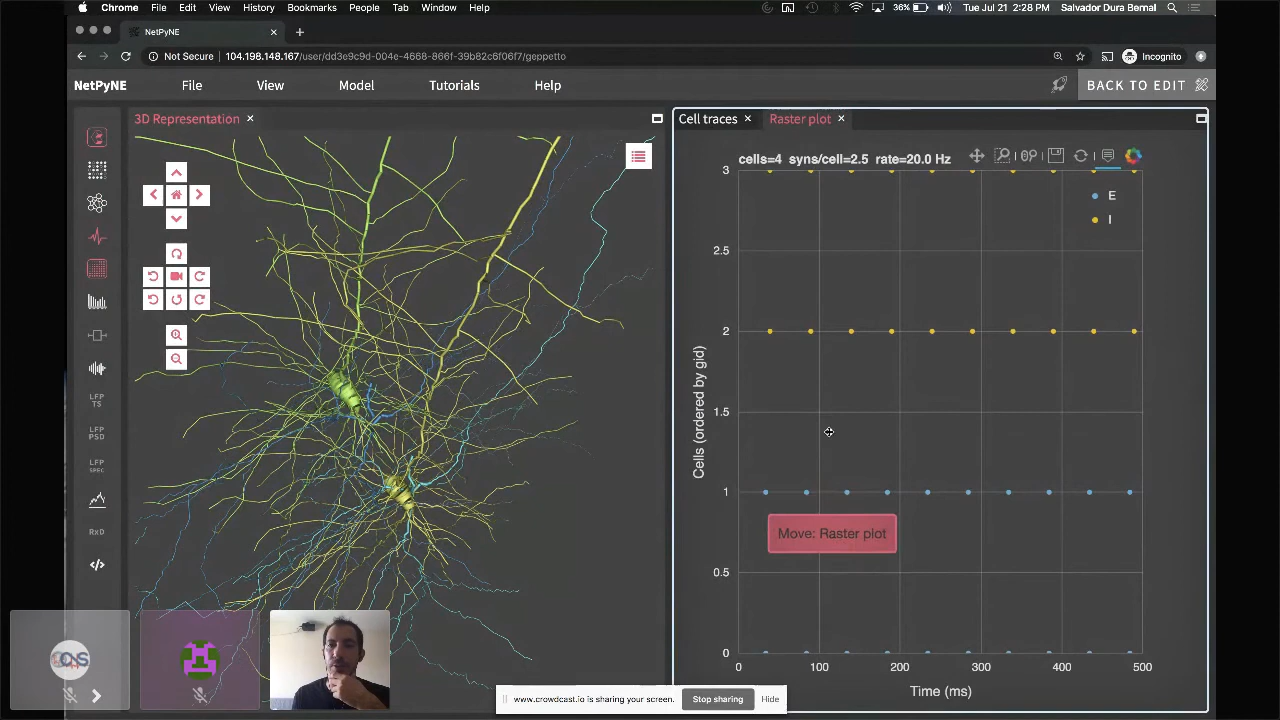 Chrome File Edit View History Bookmarks People Tab Window Help
36% Tue Jul 21 2:28 PM Salvador Dura Bernal
NetPyNE
Not Secure 104.198.148.167/user/dd3e9c9d-004e-4668-866f-39b82c6f06f7/geppetto
Incognito
NetPyNE File View Model Tutorials Help
BACK TO EDIT
3D Representation
Cell traces Raster plot
cells=4 syns/cell=2.5 rate=20.0 Hz
E
I
3
2.5
2
1.5
1
0.5
0
Cells (ordered by gid)
Move: Raster plot
0 100 200 300 400 500
Time (ms)
LFP
TS
LFP
PSD
LFP
SPEC
RxD
</>
www.crowdcast.io is sharing your screen. Stop sharing Hide